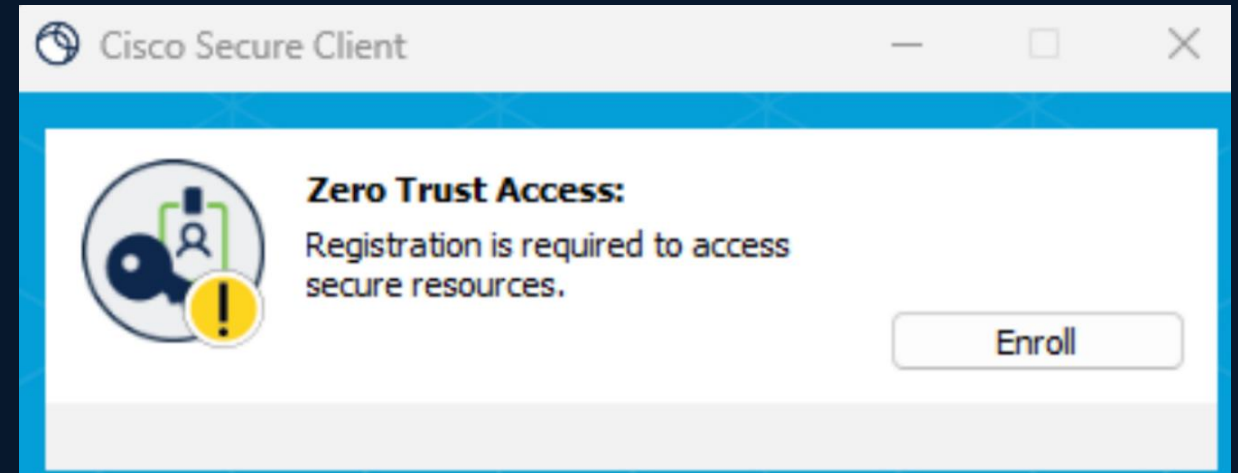 Cisco Secure Client
Zero Trust Access:
Registration is required to access
secure resources.
Enroll